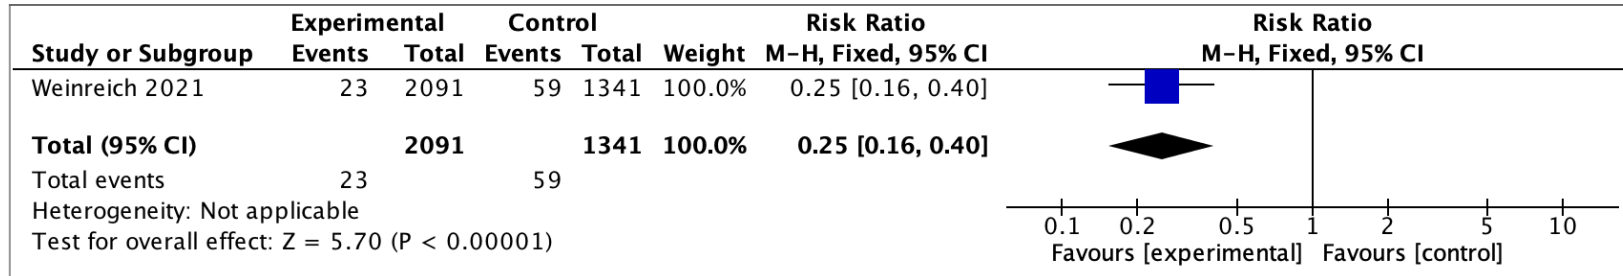 Experimental Control Risk Ratio Risk Ratio
Study or Subgroup Events Total Events Total Weight M-H, Fixed, 95% CI M-H, Fixed, 95% CI
Weinreich 2021 23 2091 59 1341 100.0% 0.25 [0.16, 0.40]
Total (95% CI) 2091 1341 100.0% 0.25 [0.16, 0.40]
Total events 23 59
Heterogeneity: Not applicable
Test for overall effect: Z = 5.70 (P < 0.00001)
0.1 0.2 0.5 1 2 5 10
Favours [experimental] Favours [control]